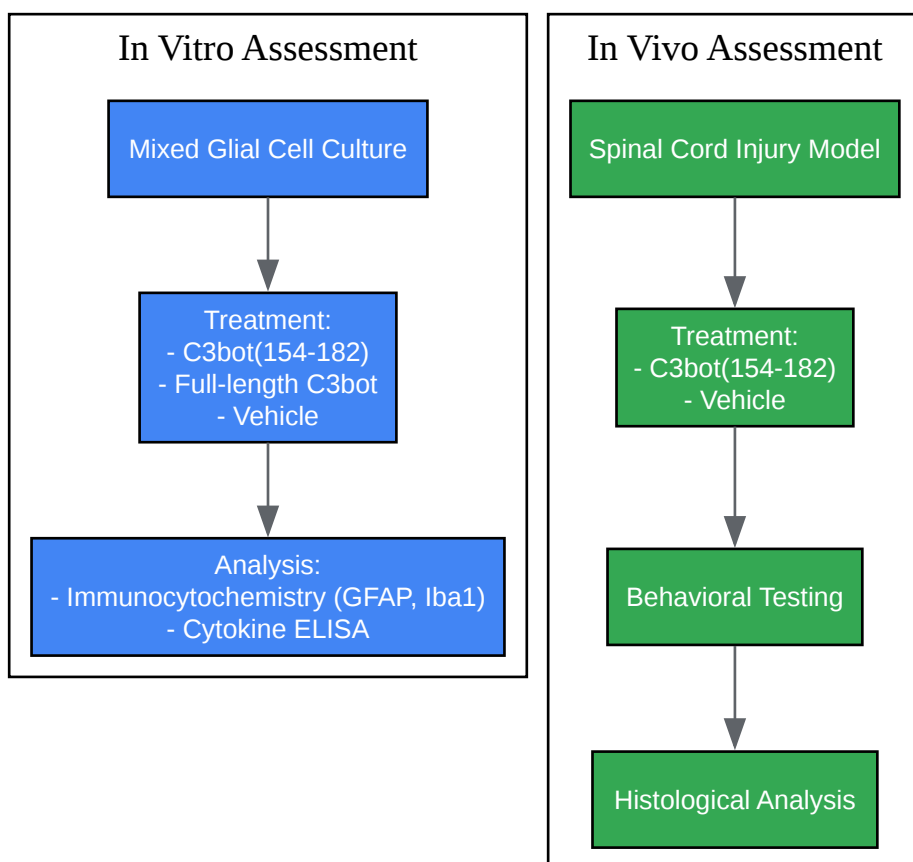 In Vitro Assessment
Mixed Glial Cell Culture
Treatment:
- C3bot(154-182)
- Full-length C3bot
- Vehicle
Analysis:
- Immunocytochemistry (GFAP, Iba1)
- Cytokine ELISA
In Vivo Assessment
Spinal Cord Injury Model
Treatment:
- C3bot(154-182)
- Vehicle
Behavioral Testing
Histological Analysis